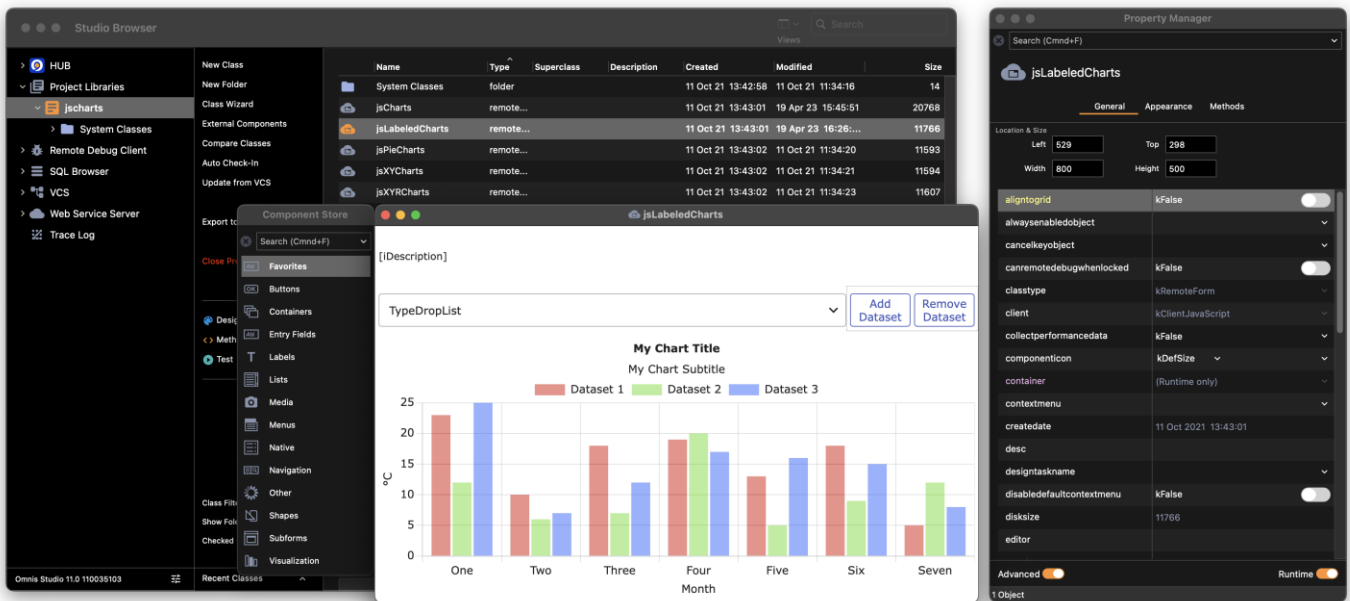 Studio Browser
Views
Search
HUB
Project Libraries
jscharts
System Classes
Remote Debug Client
SQL Browser
VCS
Web Service Server
Trace Log
Omnis Studio 11.0 110035103
New Class
New Folder
Class Wizard
External Components
Compare Classes
Auto Check-In
Update from VCS
Export to
Test
Recent Classes
Name Type Superclass Description Created Modified Size
System Classes folder 11 Oct 21 13:42:58 11 Oct 21 11:34:16 14
jsCharts remote... 11 Oct 21 13:43:01 19 Apr 23 15:45:51 20768
jsLabeledCharts remote... 11 Oct 21 13:43:01 19 Apr 23 16:26:... 11766
jsPieCharts remote... 11 Oct 21 13:43:02 11 Oct 21 11:34:20 11593
jsXYCharts remote... 11 Oct 21 13:43:02 11 Oct 21 11:34:21 11594
jsXYRCharts remote... 11 Oct 21 13:43:02 11 Oct 21 11:34:23 11607
Component Store
Search (Cmnd+F)
Favorites
OK Buttons
Containers
Entry Fields
T Labels
Lists
Media
Menus
Native
Navigation
Other
Shapes
Subforms
Visualization
jsLabeledCharts
[iDescription]
TypeDropList
Add
Dataset
Remove
Dataset
My Chart Title
My Chart Subtitle
Dataset 1 Dataset 2 Dataset 3
25
20
15
10
5
0
°C
One Two Three Four Five Six Seven
Month
Property Manager
Search (Cmnd+F)
jsLabeledCharts
General Appearance Methods
Location & Size
Left 529 Top 298
Width 800 Height 500
aligntogrid kFalse
alwaysenabledobject
cancelkeyobject
canremotedebugwhenlocked kFalse
classtype kRemoteForm
client kClientJavaScript
collectperformancedata kFalse
componenticon kDefSize
container (Runtime only)
contextmenu
createdate 11 Oct 2021 13:43:01
desc
designtaskname
disabledefaultcontextmenu kFalse
disksize 11766
editor
Advanced Runtime
1 Object